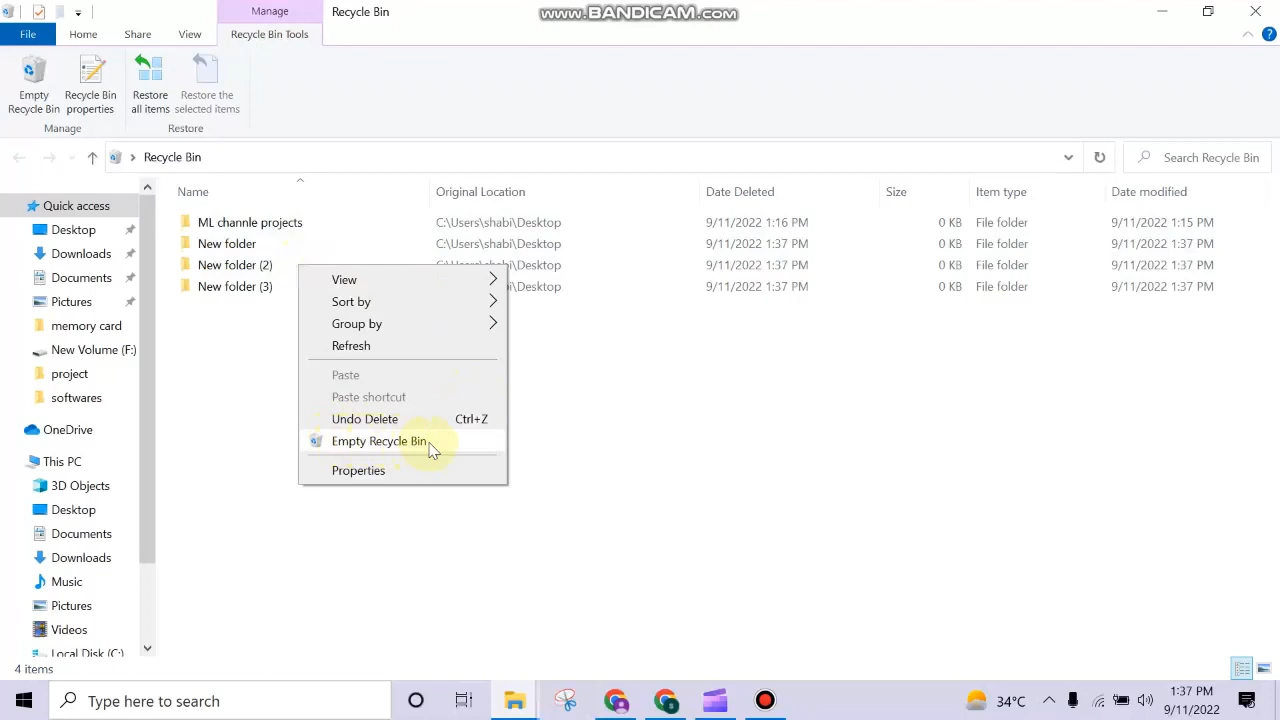 Manage
Recycle Bin
www.BANDICAM.com
File
Home
Share
View
Recycle Bin Tools
Empty
Recycle Bin
Recycle Bin
properties
Restore
all items
Restore the
selected items
Manage
Restore
Recycle Bin
Search Recycle Bin
Name
Original Location
Date Deleted
Size
Item type
Date modified
ML channle projects
C:\Users\shabi\Desktop
9/11/2022 1:16 PM
0 KB
File folder
9/11/2022 1:15 PM
New folder
C:\Users\shabi\Desktop
9/11/2022 1:37 PM
0 KB
File folder
9/11/2022 1:37 PM
New folder (2)
C:\Users\shabi\Desktop
9/11/2022 1:37 PM
0 KB
File folder
9/11/2022 1:37 PM
New folder (3)
\Desktop
9/11/2022 1:37 PM
0 KB
File folder
9/11/2022 1:37 PM
Quick access
Desktop
Downloads
Documents
Pictures
memory card
New Volume (F:)
project
softwares
OneDrive
This PC
3D Objects
Desktop
Documents
Downloads
Music
Pictures
Videos
Local Disk (C:)
View
Sort by
Group by
Refresh
Paste
Paste shortcut
Undo Delete Ctrl+Z
Empty Recycle Bin
Properties
4 items
Type here to search
34°C
1:37 PM
9/11/2022